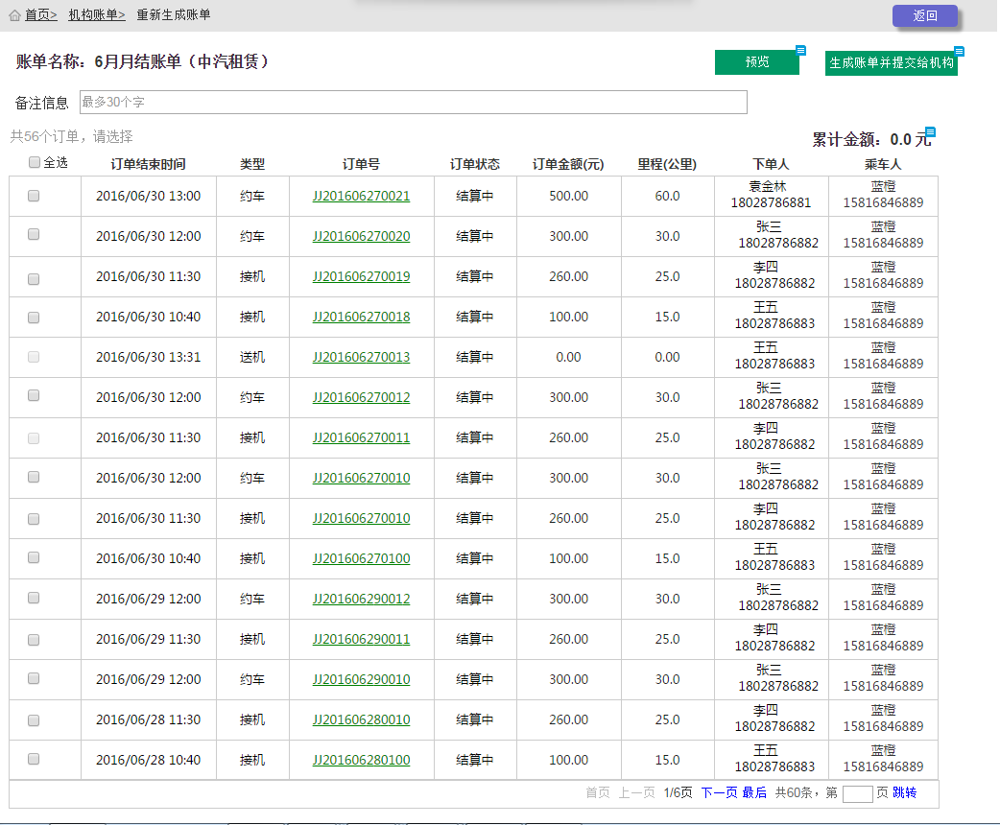 首页> 机构账单> 重新生成账单 返回
账单名称：6月月结账单（中汽租赁） 预览 生成账单并提交给机构
备注信息 最多30个字
共56个订单，请选择 累计金额：0.0 元
全选 订单结束时间 类型 订单号 订单状态 订单金额(元) 里程(公里) 下单人 乘车人
2016/06/30 13:00 约车 JJ201606270021 结算中 500.00 60.0 袁金林 18028786881 蓝橙 15816846889
2016/06/30 12:00 约车 JJ201606270020 结算中 300.00 30.0 张三 18028786882 蓝橙 15816846889
2016/06/30 11:30 接机 JJ201606270019 结算中 260.00 25.0 李四 18028786882 蓝橙 15816846889
2016/06/30 10:40 接机 JJ201606270018 结算中 100.00 15.0 王五 18028786883 蓝橙 15816846889
2016/06/30 13:31 送机 JJ201606270013 结算中 0.00 0.00 王五 18028786883 蓝橙 15816846889
2016/06/30 12:00 约车 JJ201606270012 结算中 300.00 30.0 张三 18028786882 蓝橙 15816846889
2016/06/30 11:30 接机 JJ201606270011 结算中 260.00 25.0 李四 18028786882 蓝橙 15816846889
2016/06/30 12:00 约车 JJ201606270010 结算中 300.00 30.0 张三 18028786882 蓝橙 15816846889
2016/06/30 11:30 接机 JJ201606270010 结算中 260.00 25.0 李四 18028786882 蓝橙 15816846889
2016/06/30 10:40 接机 JJ201606270100 结算中 100.00 15.0 王五 18028786883 蓝橙 15816846889
2016/06/29 12:00 约车 JJ201606290012 结算中 300.00 30.0 张三 18028786882 蓝橙 15816846889
2016/06/29 11:30 接机 JJ201606290011 结算中 260.00 25.0 李四 18028786882 蓝橙 15816846889
2016/06/29 12:00 约车 JJ201606290010 结算中 300.00 30.0 张三 18028786882 蓝橙 15816846889
2016/06/28 11:30 接机 JJ201606280010 结算中 260.00 25.0 李四 18028786882 蓝橙 15816846889
2016/06/28 10:40 接机 JJ201606280100 结算中 100.00 15.0 王五 18028786883 蓝橙 15816846889
首页 上一页 1/6页 下一页 最后 共60条，第 页 跳转